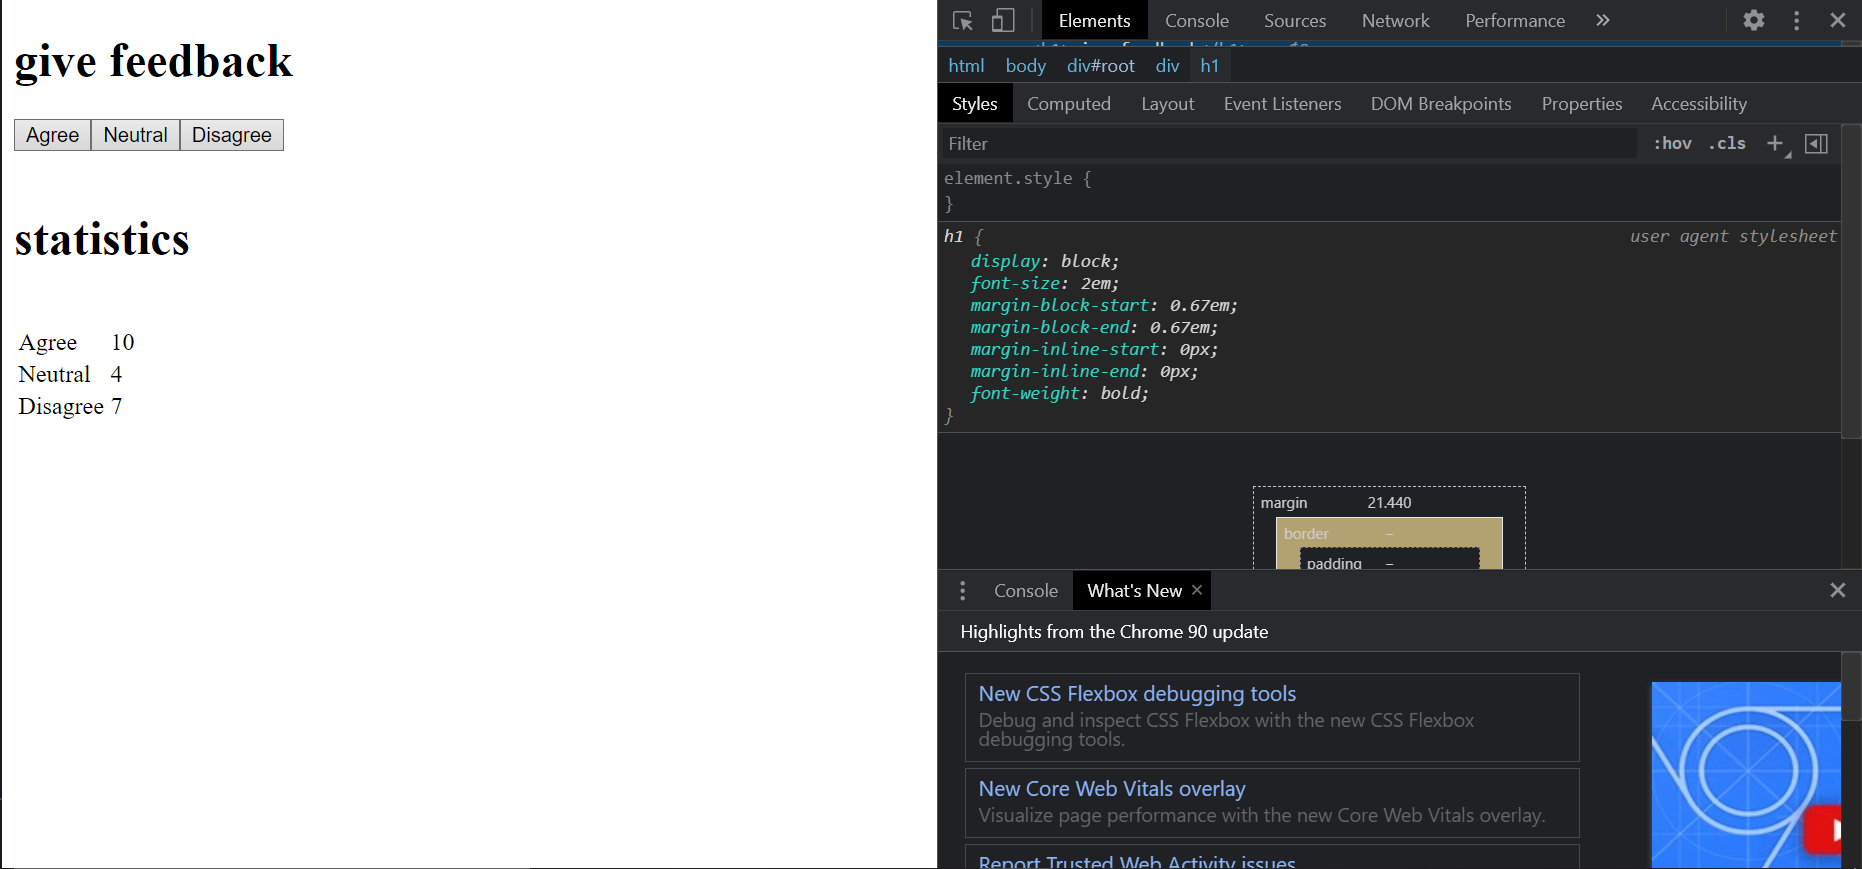 give feedback
Agree Neutral Disagree
statistics
Agree 10
Neutral 4
Disagree 7
Elements Console Sources Network Performance
html body div#root div h1
Styles Computed Layout Event Listeners DOM Breakpoints Properties Accessibility
Filter :hov .cls
element.style {
}
h1 { user agent stylesheet
display: block;
font-size: 2em;
margin-block-start: 0.67em;
margin-block-end: 0.67em;
margin-inline-start: 0px;
margin-inline-end: 0px;
font-weight: bold;
}
margin 21.440
border –
padding –
Console What's New
Highlights from the Chrome 90 update
New CSS Flexbox debugging tools
Debug and inspect CSS Flexbox with the new CSS Flexbox
debugging tools.
New Core Web Vitals overlay
Visualize page performance with the new Core Web Vitals overlay.
Report Trusted Web Activity issues